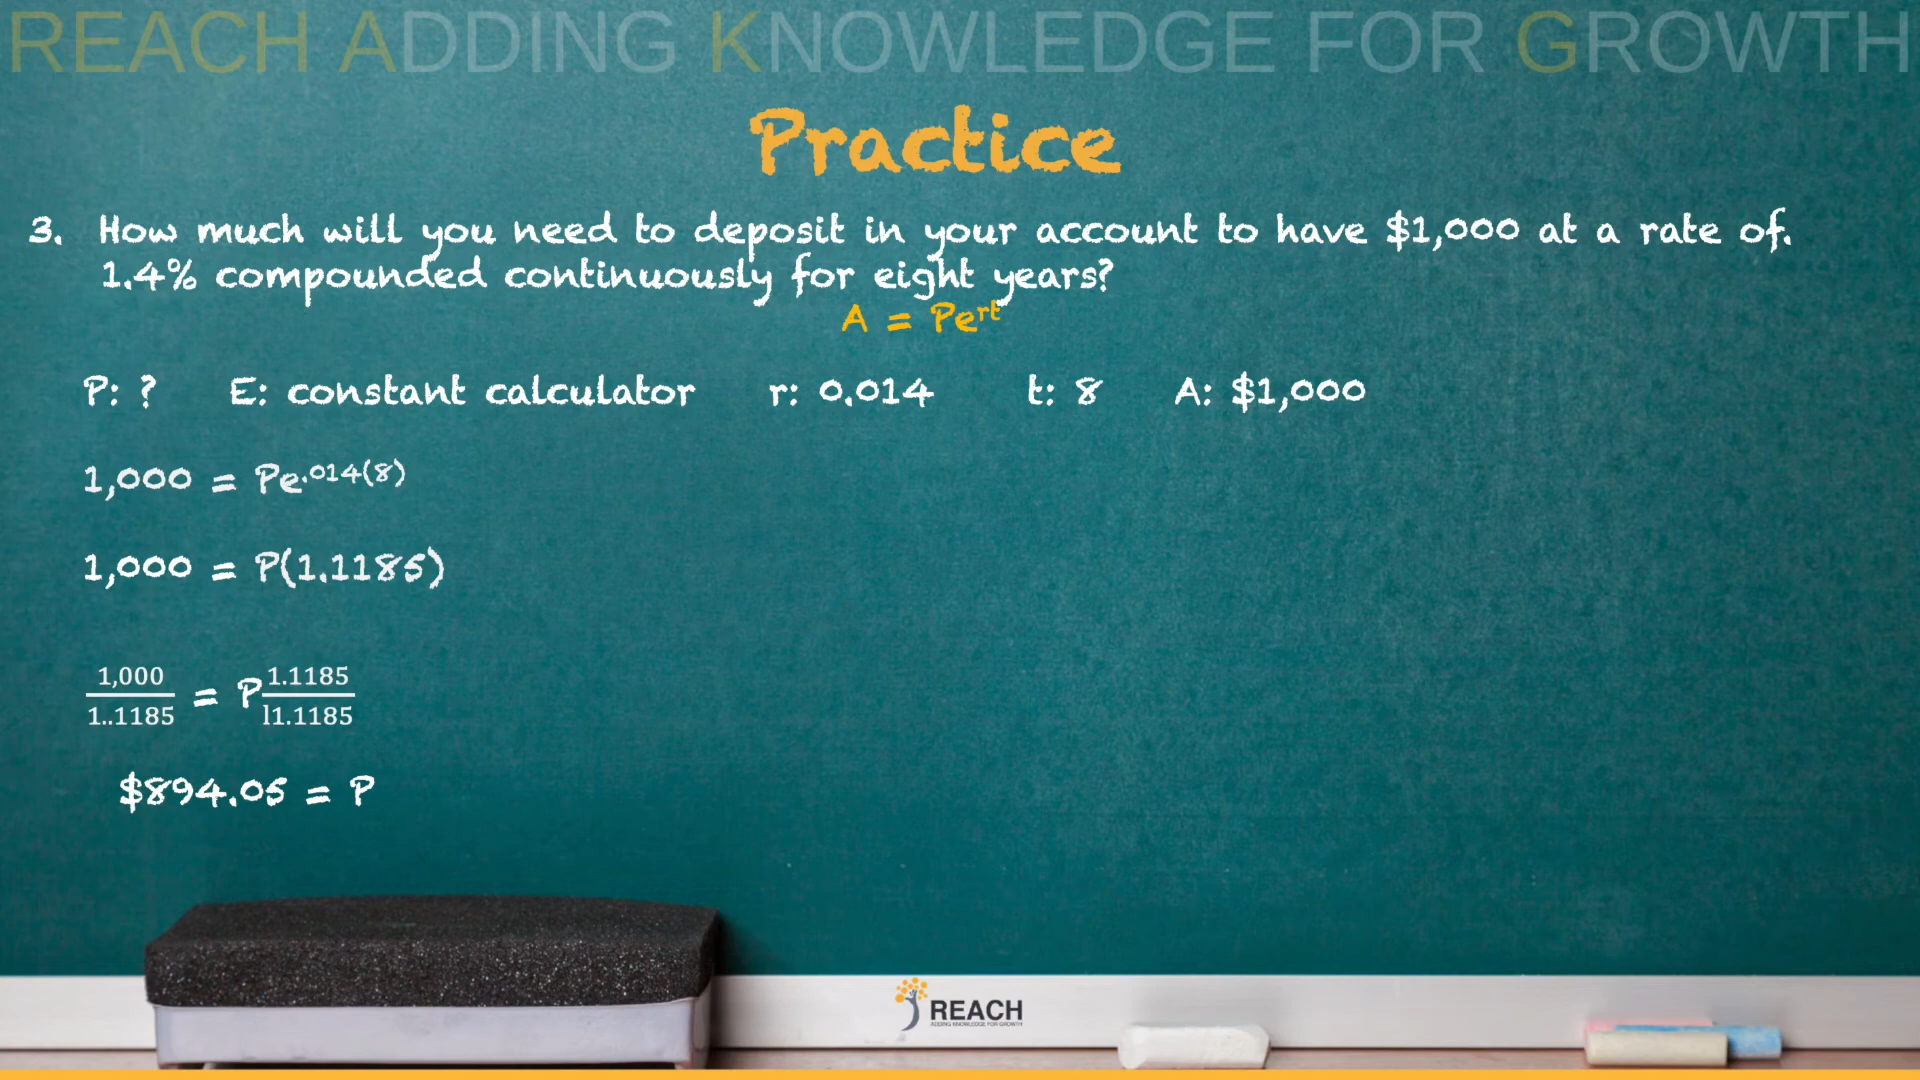 REACH ADDING KNOWLEDGE FOR GROWTH
Practice
3. How much will you need to deposit in your account to have $1,000 at a rate of.
1.4% compounded continuously for eight years?
A = Pe^rt
P: ? E: constant calculator r: 0.014 t: 8 A: $1,000
1,000 = Pe^.014(8)
1,000 = P(1.1185)
1,000/1..1185 = P 1.1185/l1.1185
$894.05 = P
REACH
ADDING KNOWLEDGE FOR GROWTH